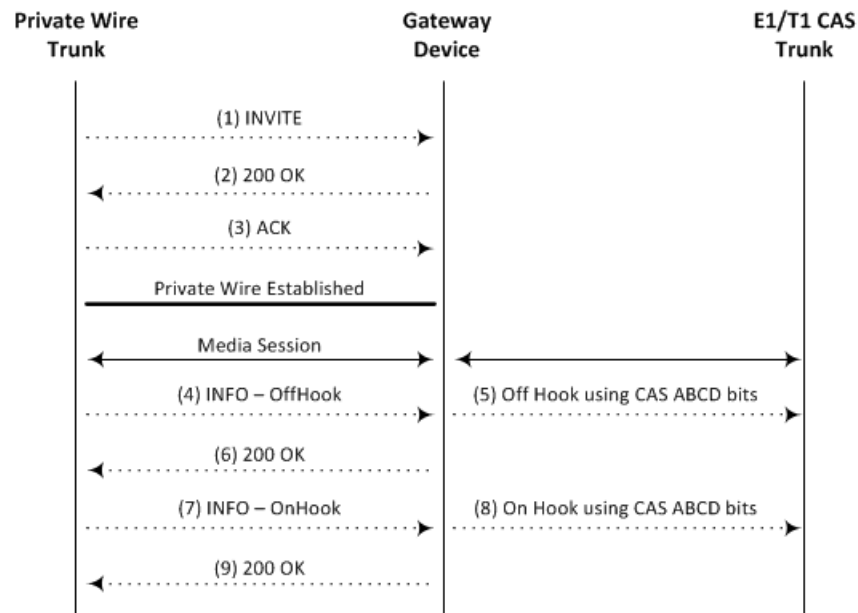 Private Wire
Trunk
Gateway
Device
E1/T1 CAS
Trunk
(1) INVITE
(2) 200 OK
(3) ACK
Private Wire Established
Media Session
(4) INFO – OffHook
(5) Off Hook using CAS ABCD bits
(6) 200 OK
(7) INFO – OnHook
(8) On Hook using CAS ABCD bits
(9) 200 OK